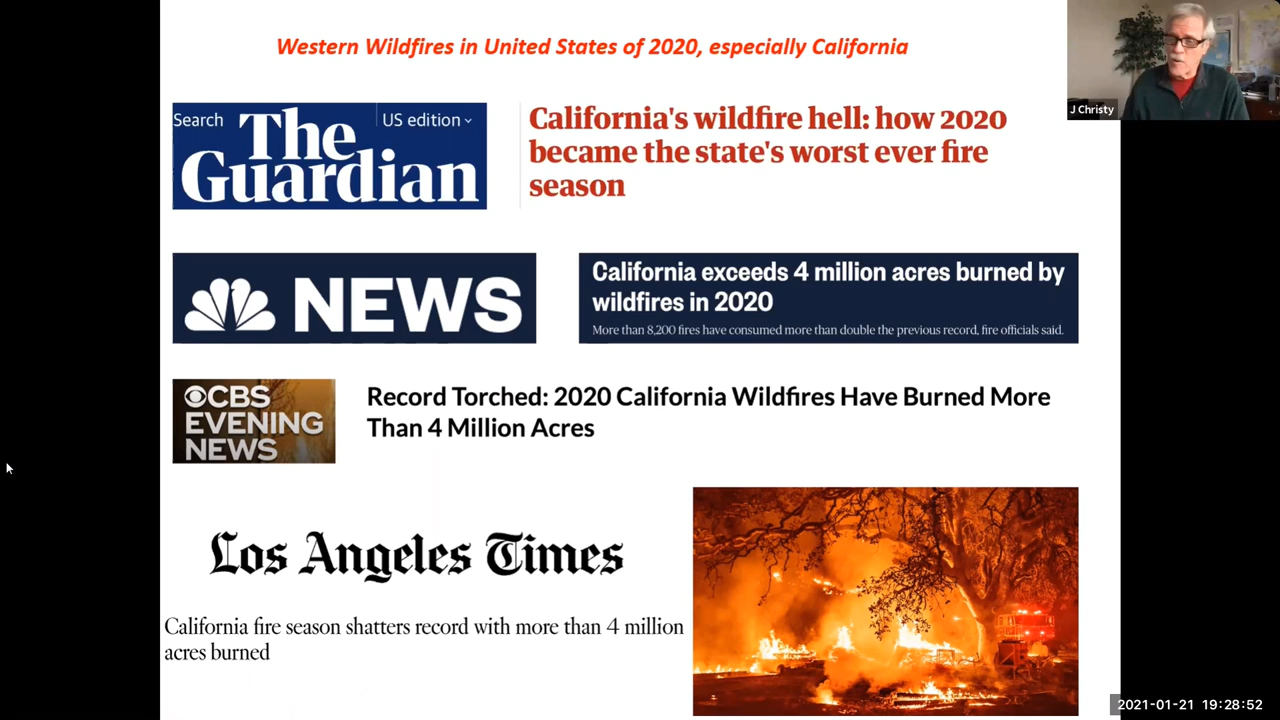 Western Wildfires in United States of 2020, especially California
J Christy
Search
US edition
The
Guardian
California's wildfire hell: how 2020
became the state's worst ever fire
season
NEWS
California exceeds 4 million acres burned by
wildfires in 2020
More than 8,200 fires have consumed more than double the previous record, fire officials said.
CBS
EVENING
NEWS
Record Torched: 2020 California Wildfires Have Burned More
Than 4 Million Acres
Los Angeles Times
California fire season shatters record with more than 4 million
acres burned
2021-01-21 19:28:52